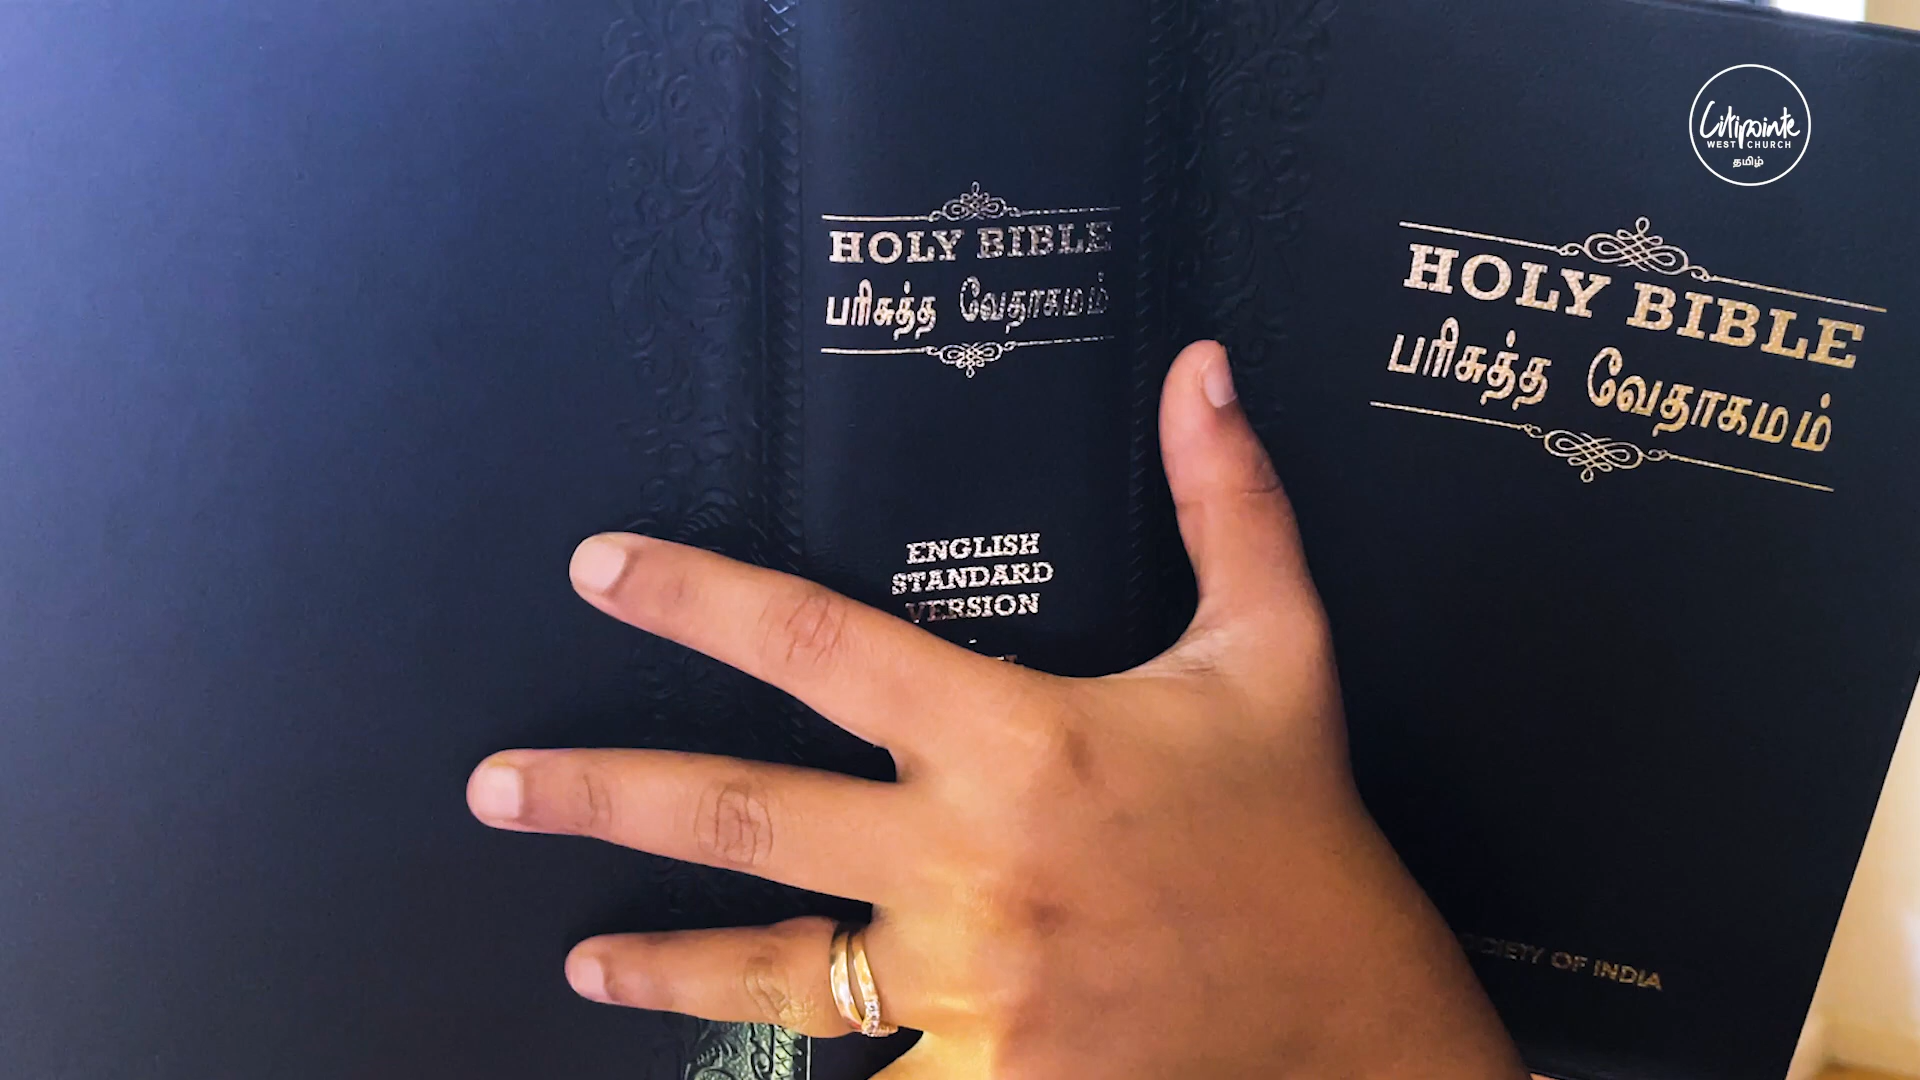 Citipointe
WEST CHURCH
தமிழ்
HOLY BIBLE
பரிசுத்த வேதாகமம்
ENGLISH
STANDARD
VERSION
HOLY BIBLE
பரிசுத்த வேதாகமம்
OF INDIA